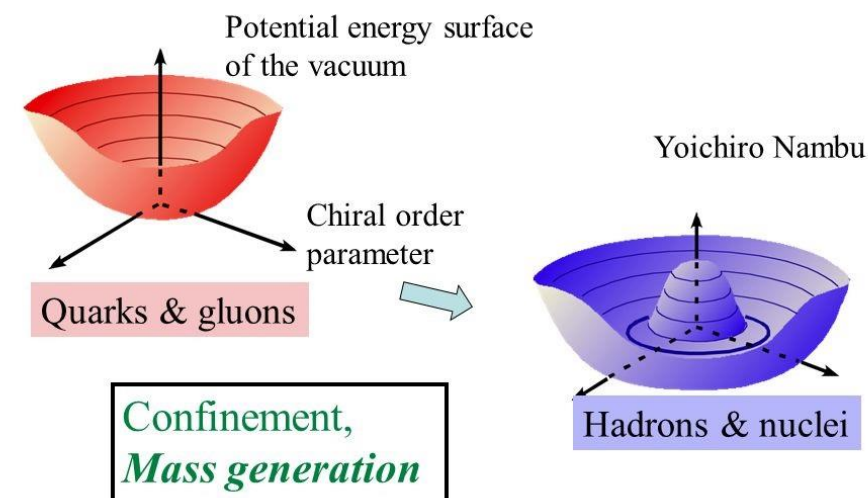 Potential energy surface
of the vacuum
Yoichiro Nambu
Chiral order
parameter
Quarks & gluons
Hadrons & nuclei
Confinement,
Mass generation